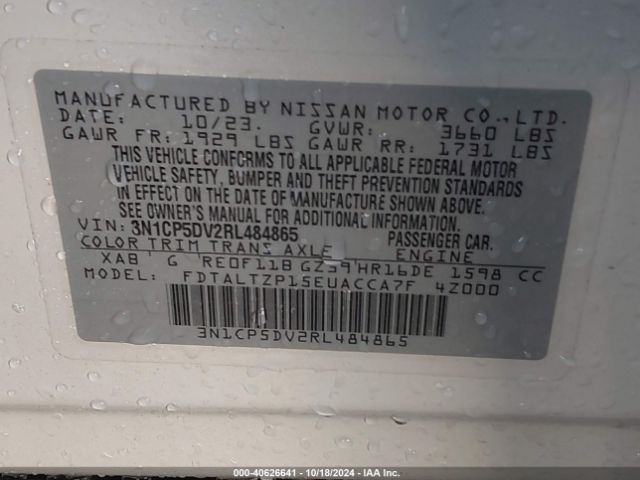 MANUFACTURED BY NISSAN MOTOR CO.,LTD.
DATE: 10/23. GVWR: 3660 LBS
GAWR FR: 1929 LBS GAWR RR: 1731 LBS
THIS VEHICLE CONFORMS TO ALL APPLICABLE FEDERAL MOTOR
VEHICLE SAFETY, BUMPER AND THEFT PREVENTION STANDARDS
IN EFFECT ON THE DATE OF MANUFACTURE SHOWN ABOVE.
SEE OWNER'S MANUAL FOR ADDITIONAL INFORMATION.
VIN: 3N1CP5DV2RL484865 PASSENGER CAR.
COLOR TRIM TRANS AXLE ENGINE
XAB G RE0F11B GZ59 HR16DE 1598 CC
MODEL: FDTALTZP15EUACCA7F 4Z000
3N1CP5DV2RL484865
000-40626641 | 10/18/2024 - IAA Inc.